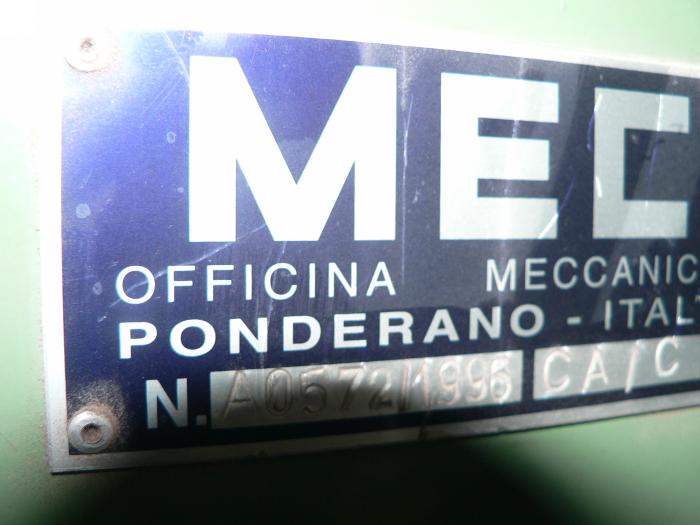 MEC
OFFICINA MECCANIC
PONDERANO - ITAL
N. A0572/1996 CA/C